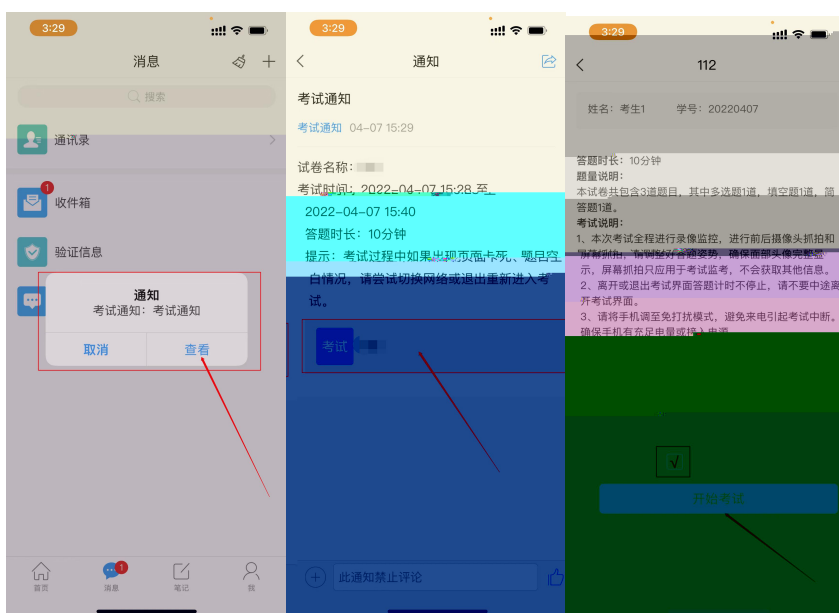 3:29
消息
搜索
通讯录
1
收件箱
验证信息
通知
考试通知：考试通知
取消
查看
首页
消息
1
笔记
我
3:29
通知
考试通知
考试通知 04-07 15:29
试卷名称：
考试时间：2022-04-07 15:28 至
2022-04-07 15:40
答题时长：10分钟
提示：考试过程中如果出现页面卡死、题目空
白情况，请尝试切换网络或退出重新进入考
试。
考试
此通知禁止评论
3:29
112
姓名：考生1 学号：20220407
答题时长：10分钟
题量说明：
本试卷共包含3道题目，其中多选题1道，填空题1道，简
答题1道。
考试说明：
1、本次考试全程进行录像监控，进行前后摄像头抓拍和
屏幕抓拍，请调整好答题姿势，确保面部头像完整显
示，屏幕抓拍只应用于考试监考，不会获取其他信息。
2、离开或退出考试界面答题计时不停止，请不要中途离
开考试界面。
3、请将手机调至免打扰模式，避免来电引起考试中断。
确保手机有充足电量或接入电源
√
开始考试